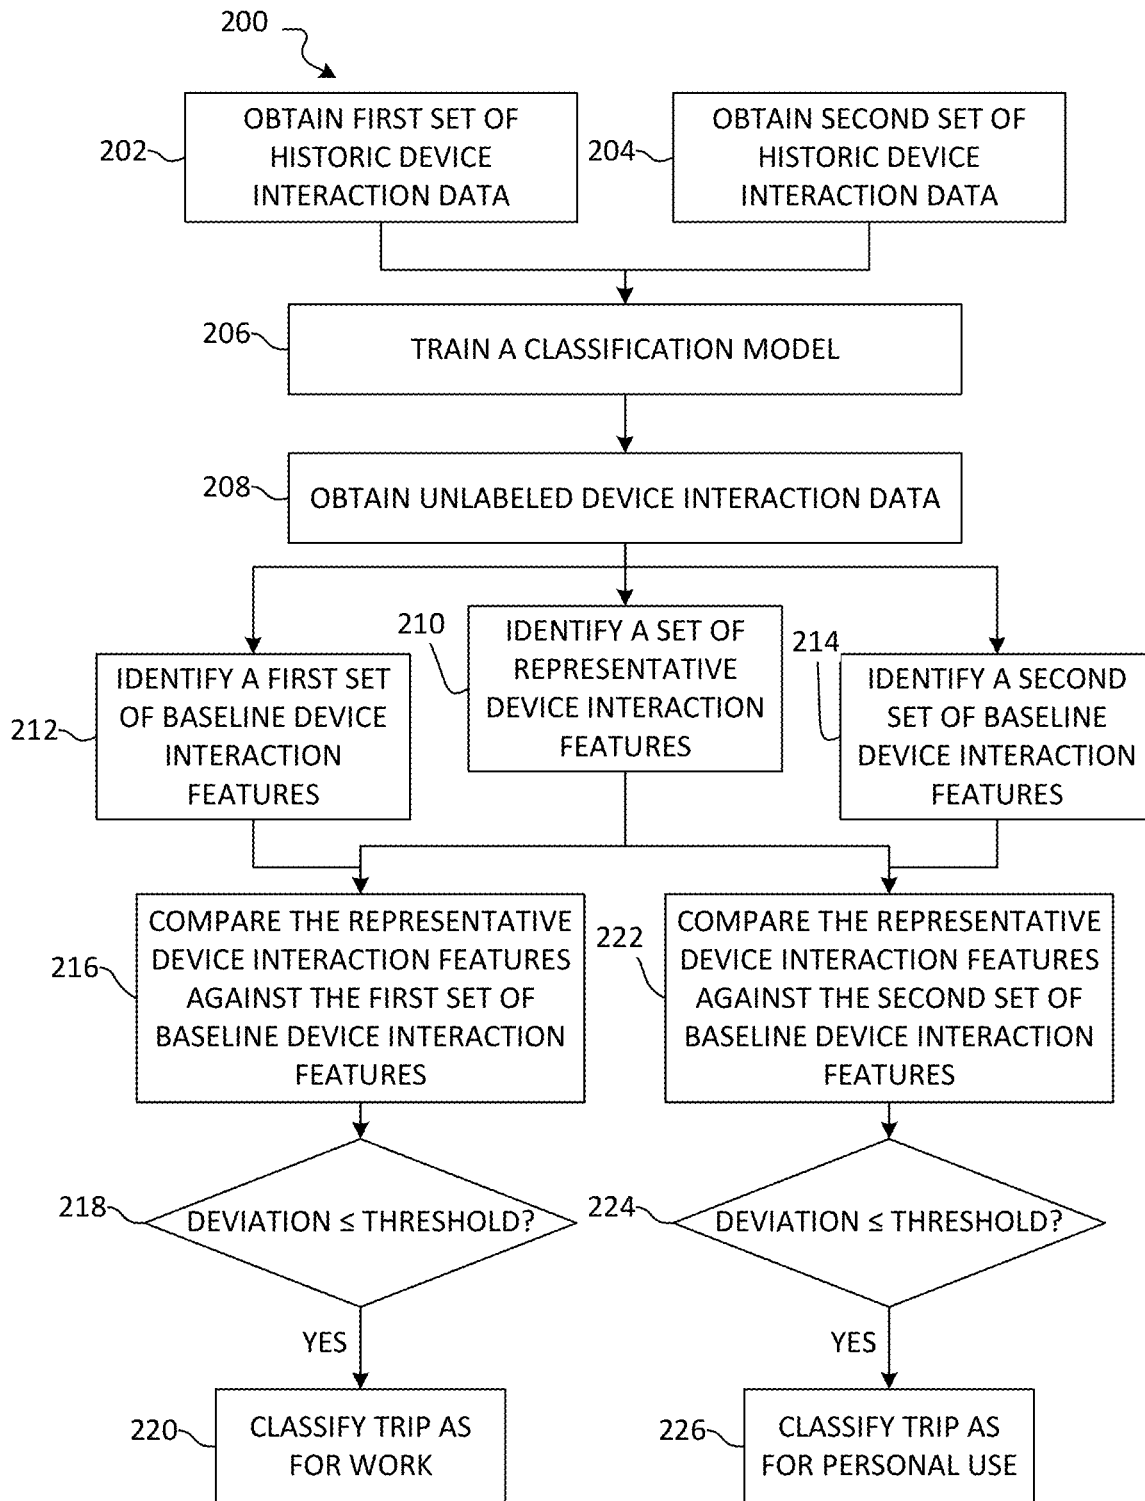 200
OBTAIN FIRST SET OF
HISTORIC DEVICE
INTERACTION DATA
202
OBTAIN SECOND SET OF
HISTORIC DEVICE
INTERACTION DATA
204
206
TRAIN A CLASSIFICATION MODEL
208
OBTAIN UNLABELED DEVICE INTERACTION DATA
212
IDENTIFY A FIRST SET
OF BASELINE DEVICE
INTERACTION
FEATURES
210
IDENTIFY A SET OF
REPRESENTATIVE
DEVICE INTERACTION
FEATURES
214
IDENTIFY A SECOND
SET OF BASELINE
DEVICE INTERACTION
FEATURES
216
COMPARE THE REPRESENTATIVE
DEVICE INTERACTION FEATURES
AGAINST THE FIRST SET OF
BASELINE DEVICE INTERACTION
FEATURES
222
COMPARE THE REPRESENTATIVE
DEVICE INTERACTION FEATURES
AGAINST THE SECOND SET OF
BASELINE DEVICE INTERACTION
FEATURES
218
DEVIATION ≤ THRESHOLD?
224
DEVIATION ≤ THRESHOLD?
YES
YES
220
CLASSIFY TRIP AS
FOR WORK
226
CLASSIFY TRIP AS
FOR PERSONAL USE